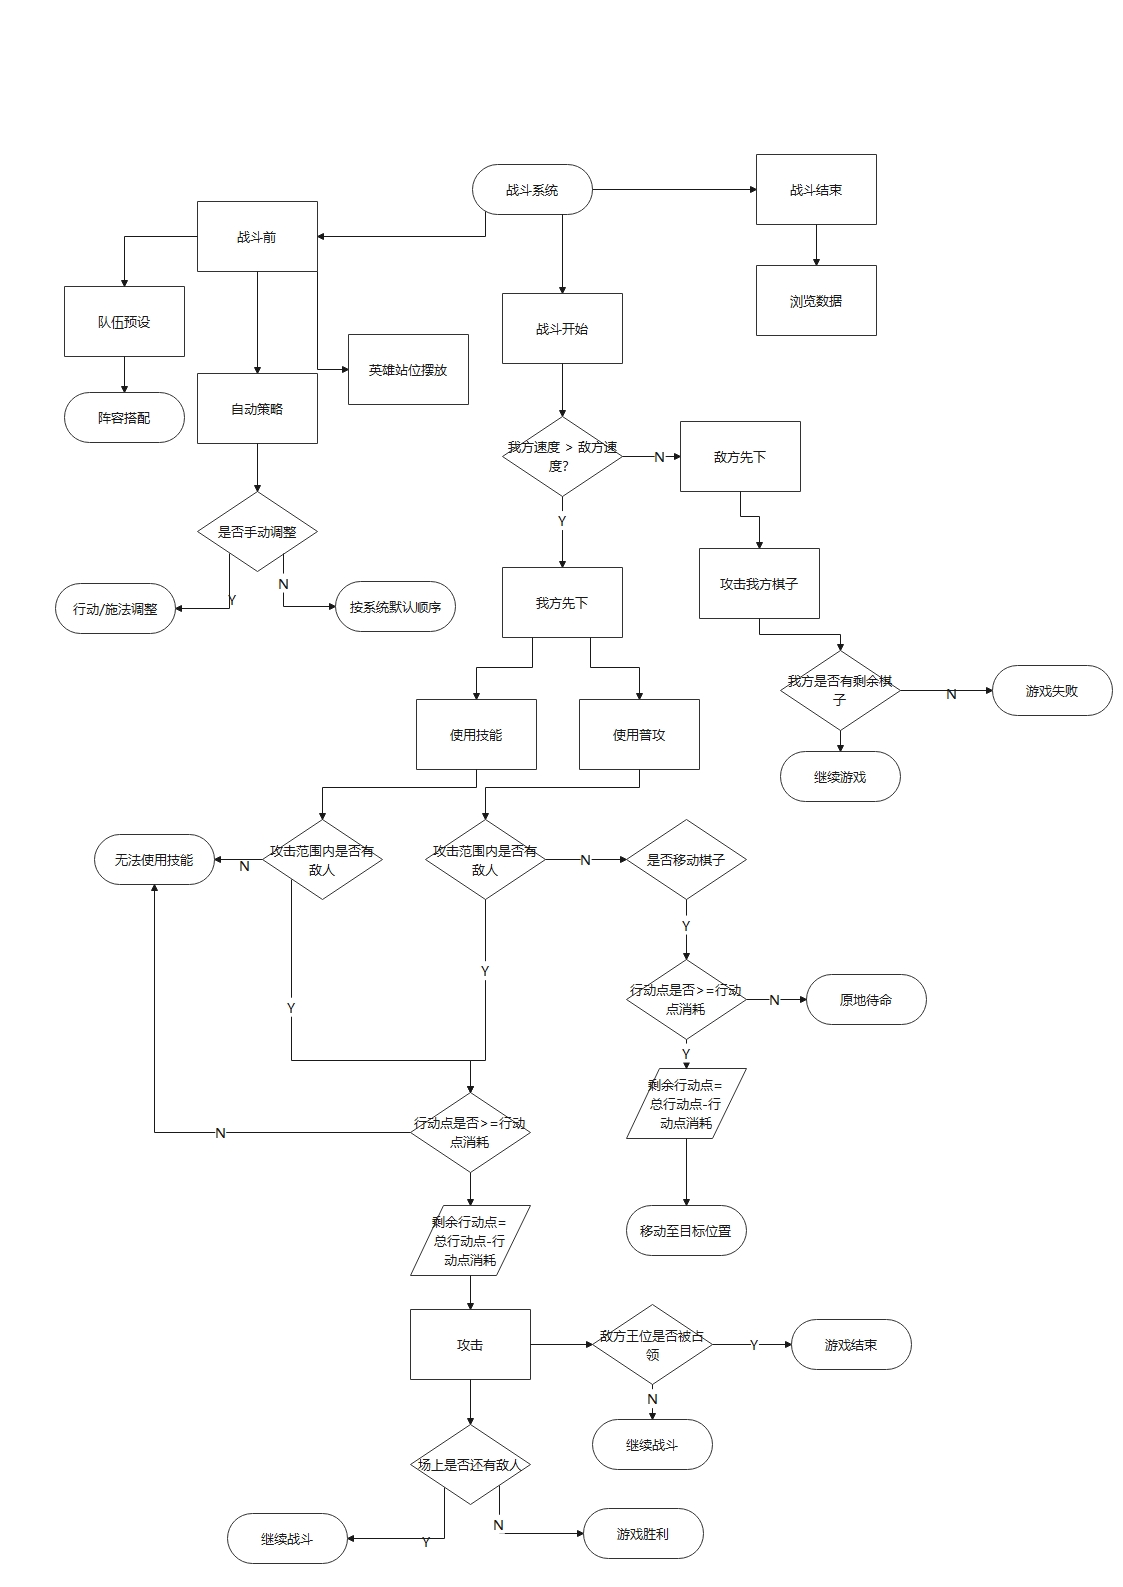 战斗系统
战斗结束
战斗前
浏览数据
队伍预设
战斗开始
英雄站位摆放
自动策略
阵容搭配
我方速度 > 敌方速
度?
N
敌方先下
Y
是否手动调整
攻击我方棋子
N
Y
行动/施法调整
按系统默认顺序
我方先下
我方是否有剩余棋
子
N
游戏失败
使用技能
使用普攻
继续游戏
无法使用技能
N
攻击范围内是否有
敌人
攻击范围内是否有
敌人
N
是否移动棋子
Y
Y
Y
行动点是否>=行动
点消耗
N
原地待命
Y
剩余行动点=
总行动点-行
动点消耗
行动点是否>=行动
点消耗
N
剩余行动点=
总行动点-行
动点消耗
移动至目标位置
攻击
敌方王位是否被占
领
Y
游戏结束
N
继续战斗
场上是否还有敌人
N
Y
继续战斗
游戏胜利